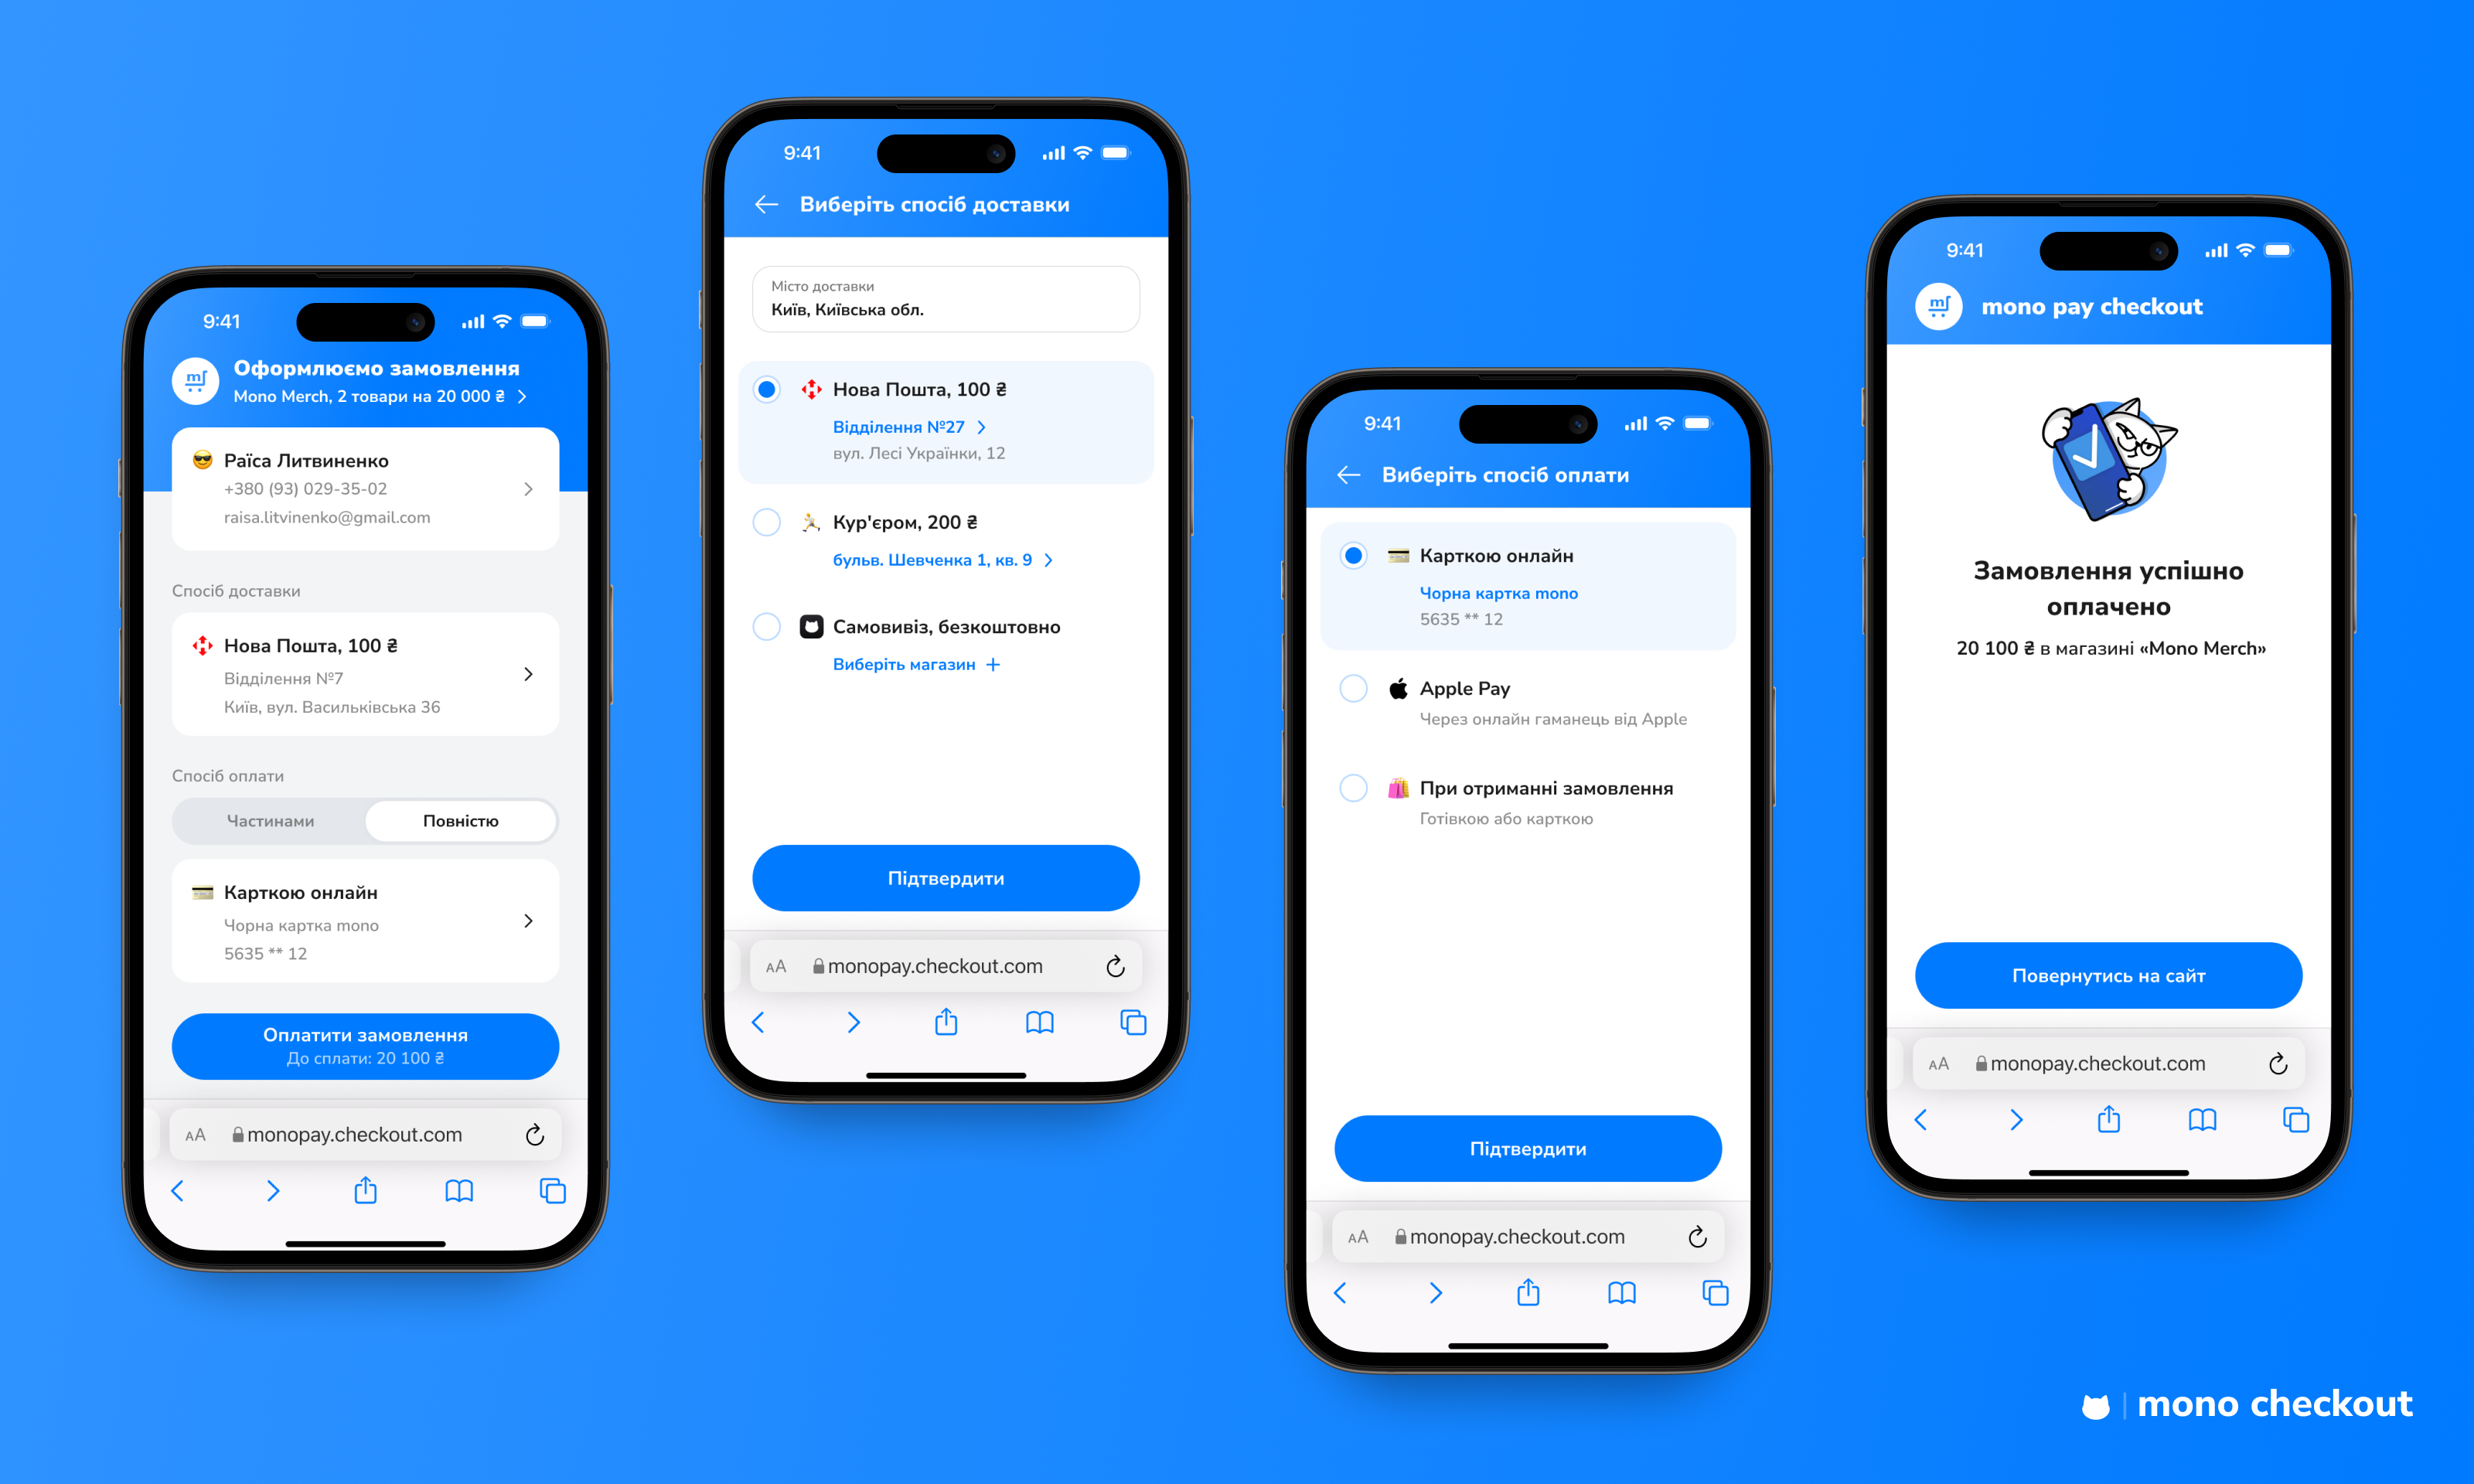 9:41
Оформлюємо замовлення
Mono Merch, 2 товари на 20 000 ₴
Раїса Литвиненко
+380 (93) 029-35-02
raisa.litvinenko@gmail.com
Спосіб доставки
Нова Пошта, 100 ₴
Відділення №7
Київ, вул. Васильківська 36
Спосіб оплати
Частинами Повністю
Карткою онлайн
Чорна картка mono
5635 ** 12
Оплатити замовлення
До сплати: 20 100 ₴
AA monopay.checkout.com
9:41
Виберіть спосіб доставки
Місто доставки
Київ, Київська обл.
Нова Пошта, 100 ₴
Відділення №27
вул. Лесі Українки, 12
Кур'єром, 200 ₴
бульв. Шевченка 1, кв. 9
Самовивіз, безкоштовно
Виберіть магазин +
Підтвердити
AA monopay.checkout.com
9:41
Виберіть спосіб оплати
Карткою онлайн
Чорна картка mono
5635 ** 12
Apple Pay
Через онлайн гаманець від Apple
При отриманні замовлення
Готівкою або карткою
Підтвердити
AA monopay.checkout.com
9:41
mono pay checkout
Замовлення успішно
оплачено
20 100 ₴ в магазині «Mono Merch»
Повернутись на сайт
AA monopay.checkout.com
mono checkout